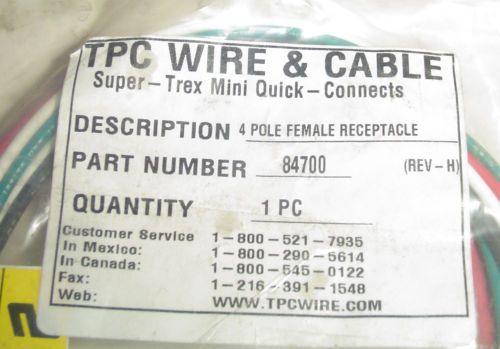 TPC WIRE & CABLE
Super-Trex Mini Quick-Connects
DESCRIPTION 4 POLE FEMALE RECEPTACLE
PART NUMBER 84700 (REV-H)
QUANTITY 1 PC
Customer Service 1-800-521-7935
In Mexico: 1-800-290-5614
In Canada: 1-800-545-0122
Fax: 1-216-391-1548
Web: WWW.TPCWIRE.COM